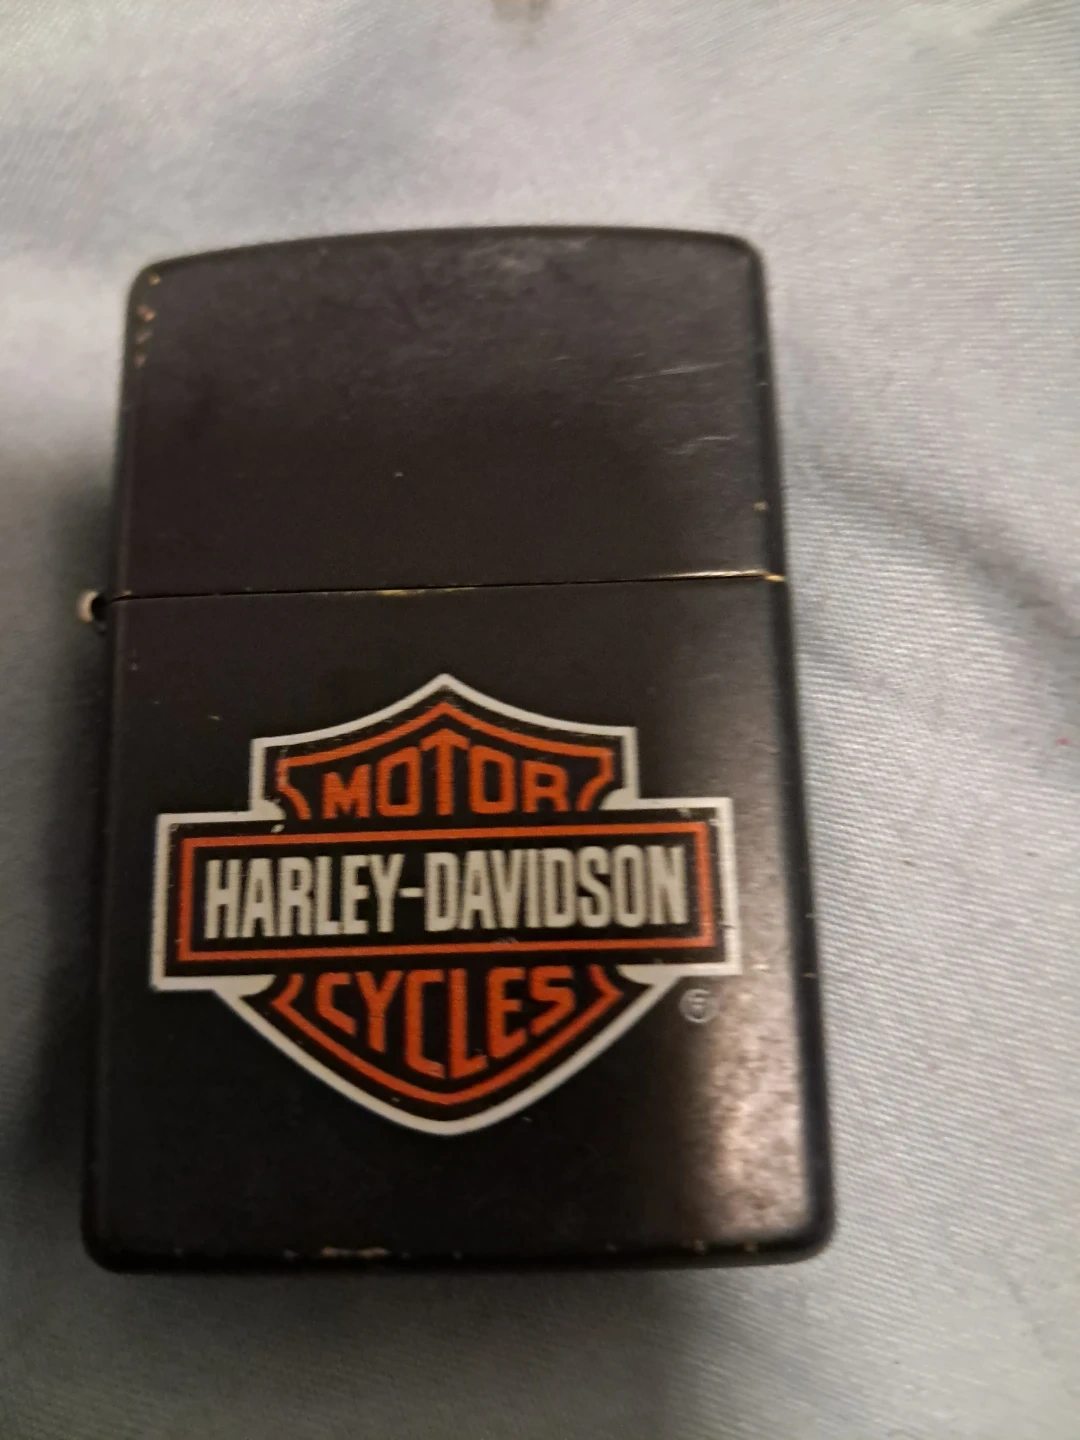 MOTOR
HARLEY-DAVIDSON
CYCLES
®